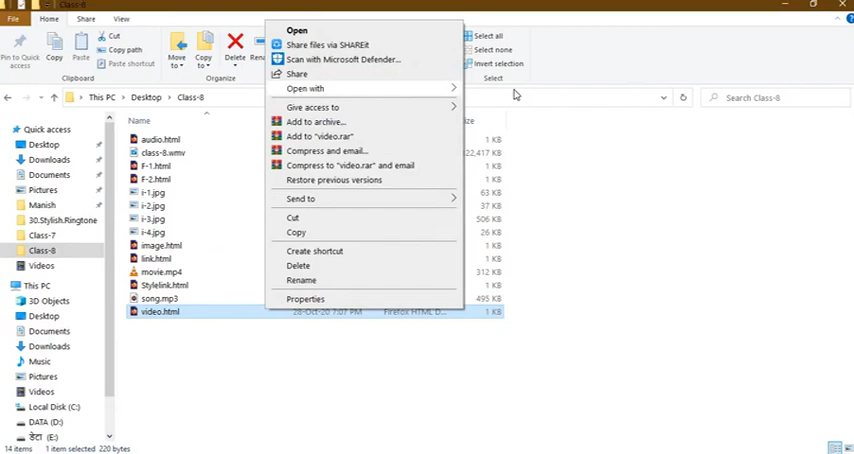 Class-8
File Home Share View
Pin to Quick access
Copy
Paste
Cut
Copy path
Paste shortcut
Move to
Copy to
Delete
Select all
Select none
Invert selection
Clipboard
Organize
Select
This PC > Desktop > Class-8
Search Class-8
Name
Quick access
Desktop
Downloads
Documents
Pictures
Manish
30.Stylish.Ringtone
Class-7
Class-8
Videos
This PC
3D Objects
Desktop
Documents
Downloads
Music
Pictures
Videos
Local Disk (C:)
DATA (D:)
डेटा (E:)
audio.html 1 KB
class-8.wmv 22,417 KB
F-1.html 1 KB
F-2.html 1 KB
i-1.jpg 63 KB
i-2.jpg 37 KB
i-3.jpg 506 KB
i-4.jpg 26 KB
image.html 1 KB
link.html 1 KB
movie.mp4 312 KB
Stylelink.html 1 KB
song.mp3 495 KB
video.html 28-Oct-20 7:07 PM Firefox HTML D... 1 KB
Open
Share files via SHAREit
Scan with Microsoft Defender...
Share
Open with
Give access to
Add to archive...
Add to "video.rar"
Compress and email...
Compress to "video.rar" and email
Restore previous versions
Send to
Cut
Copy
Create shortcut
Delete
Rename
Properties
14 items 1 item selected 220 bytes